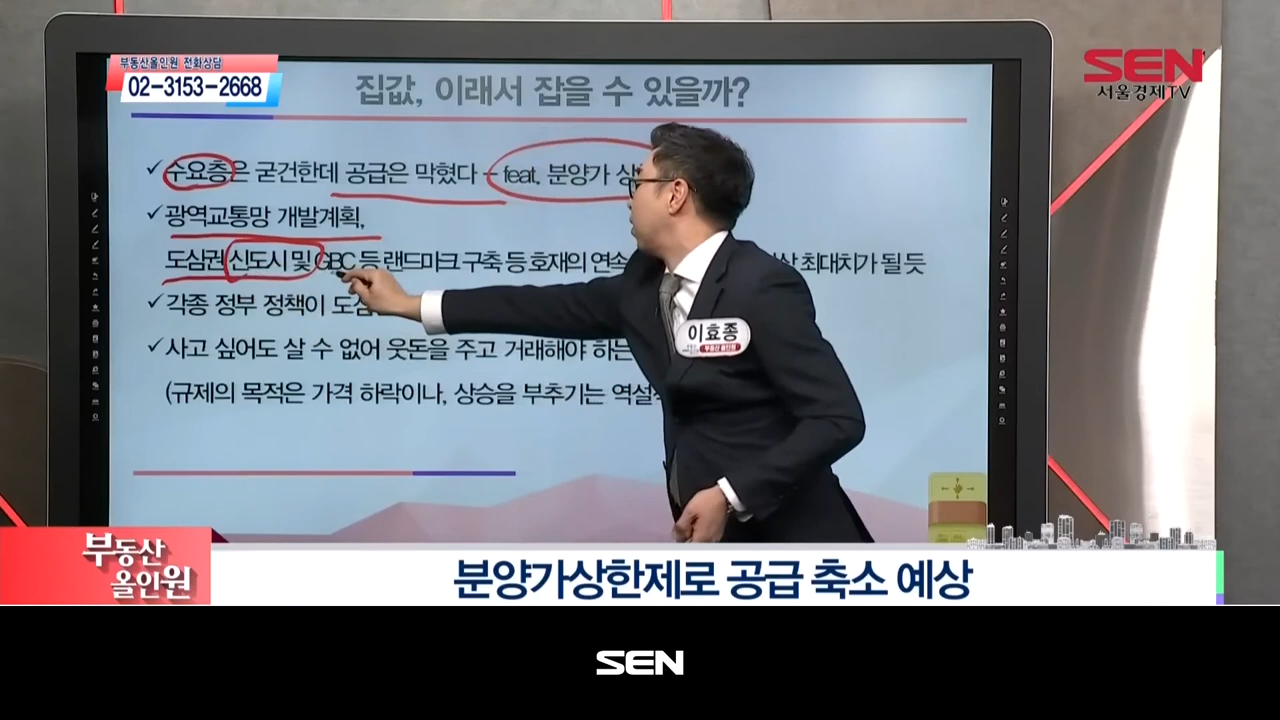 부동산올인원 전화상담
02-3153-2668
SEN
서울경제TV
집값, 이래서 잡을 수 있을까?
✓ 수요층은 굳건한데 공급은 막혔다 - feat. 분양가
✓ 광역교통망 개발계획,
도심권 신도시 및 GBC 등 랜드마크 구축 등 호재의 연속 최대치가 될 듯
✓ 각종 정부 정책이
✓ 사고 싶어도 살 수 없어 웃돈을 주고 거래해야 하는
(규제의 목적은 가격 하락이나, 상승을 부추기는
이효종
부동산 올인원
부동산
올인원
분양가상한제로 공급 축소 예상
SEN